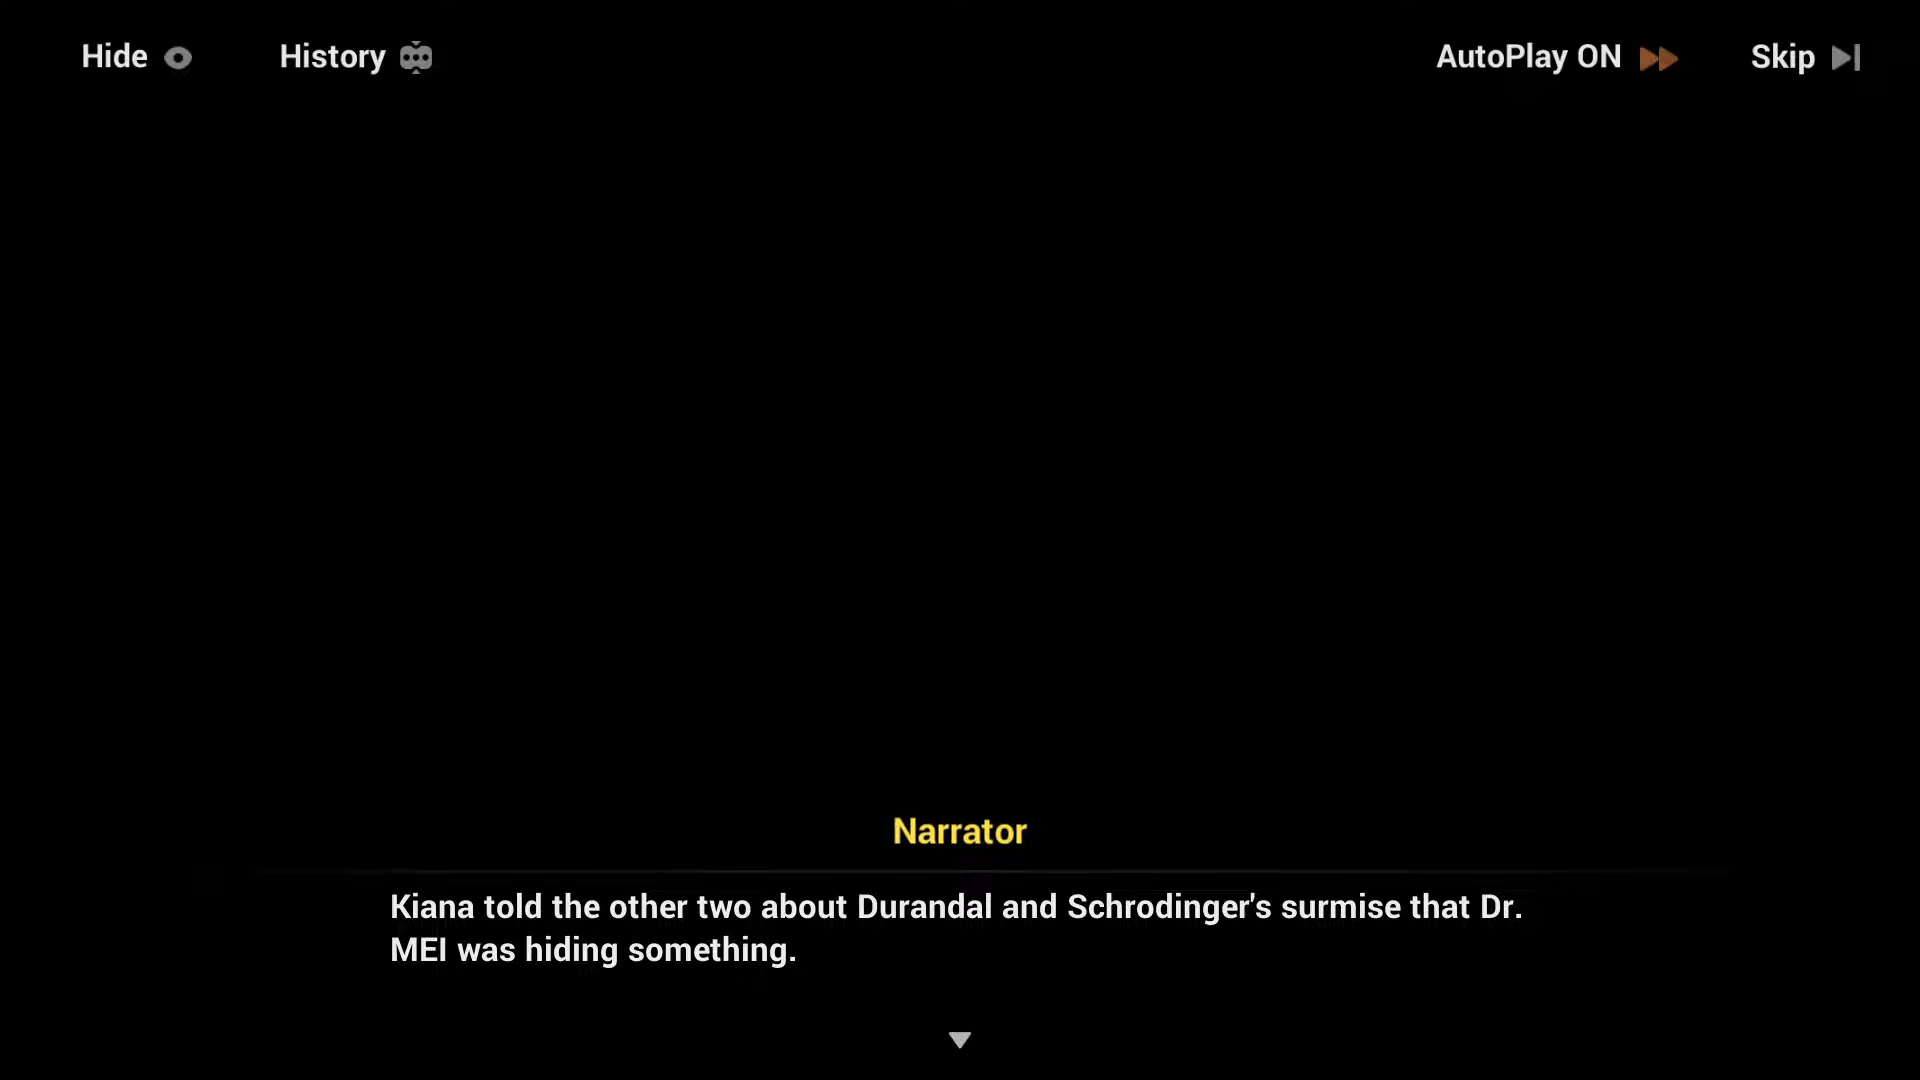 Hide
History
AutoPlay ON
Skip
Narrator
Kiana told the other two about Durandal and Schrodinger's surmise that Dr.
MEI was hiding something.